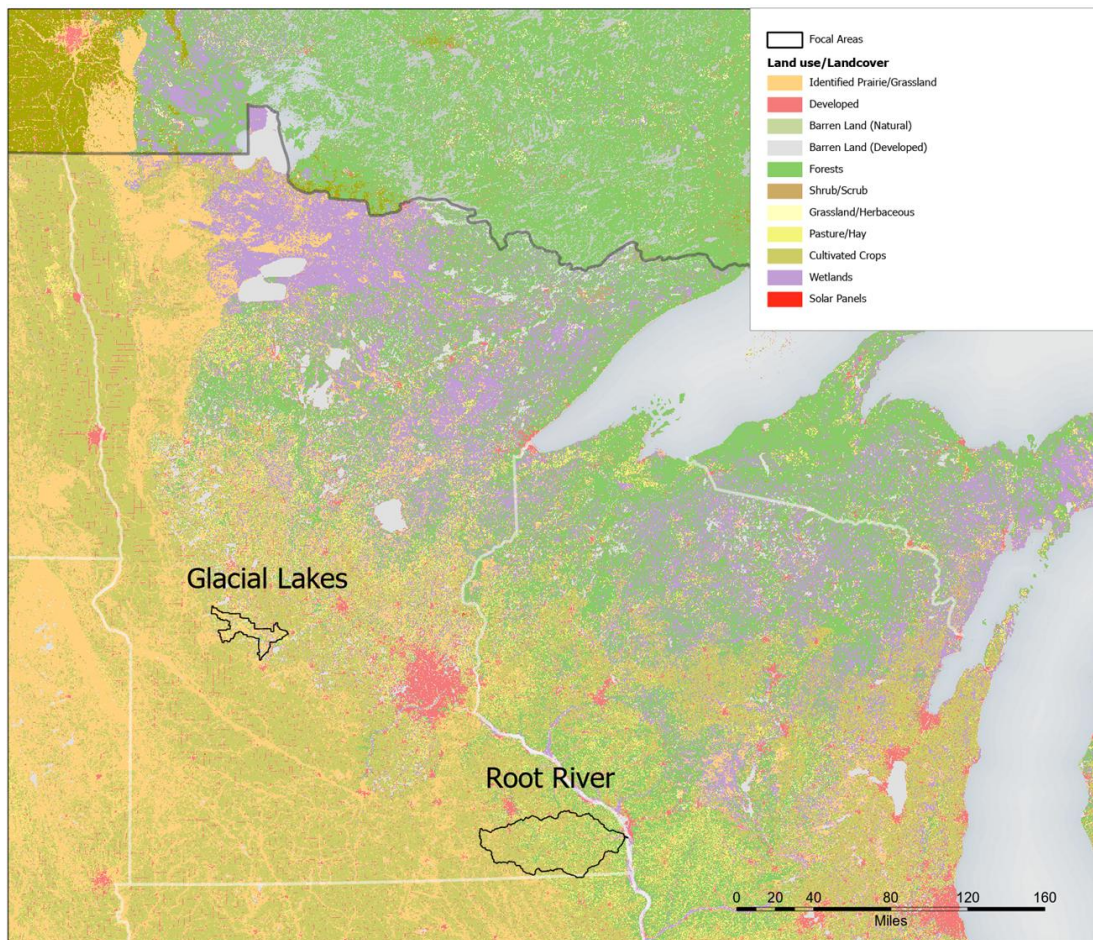 Focal Areas
Land use/Landcover
Identified Prairie/Grassland
Developed
Barren Land (Natural)
Barren Land (Developed)
Forests
Shrub/Scrub
Grassland/Herbaceous
Pasture/Hay
Cultivated Crops
Wetlands
Solar Panels
Glacial Lakes
Root River
0 20 40 80 120 160
Miles